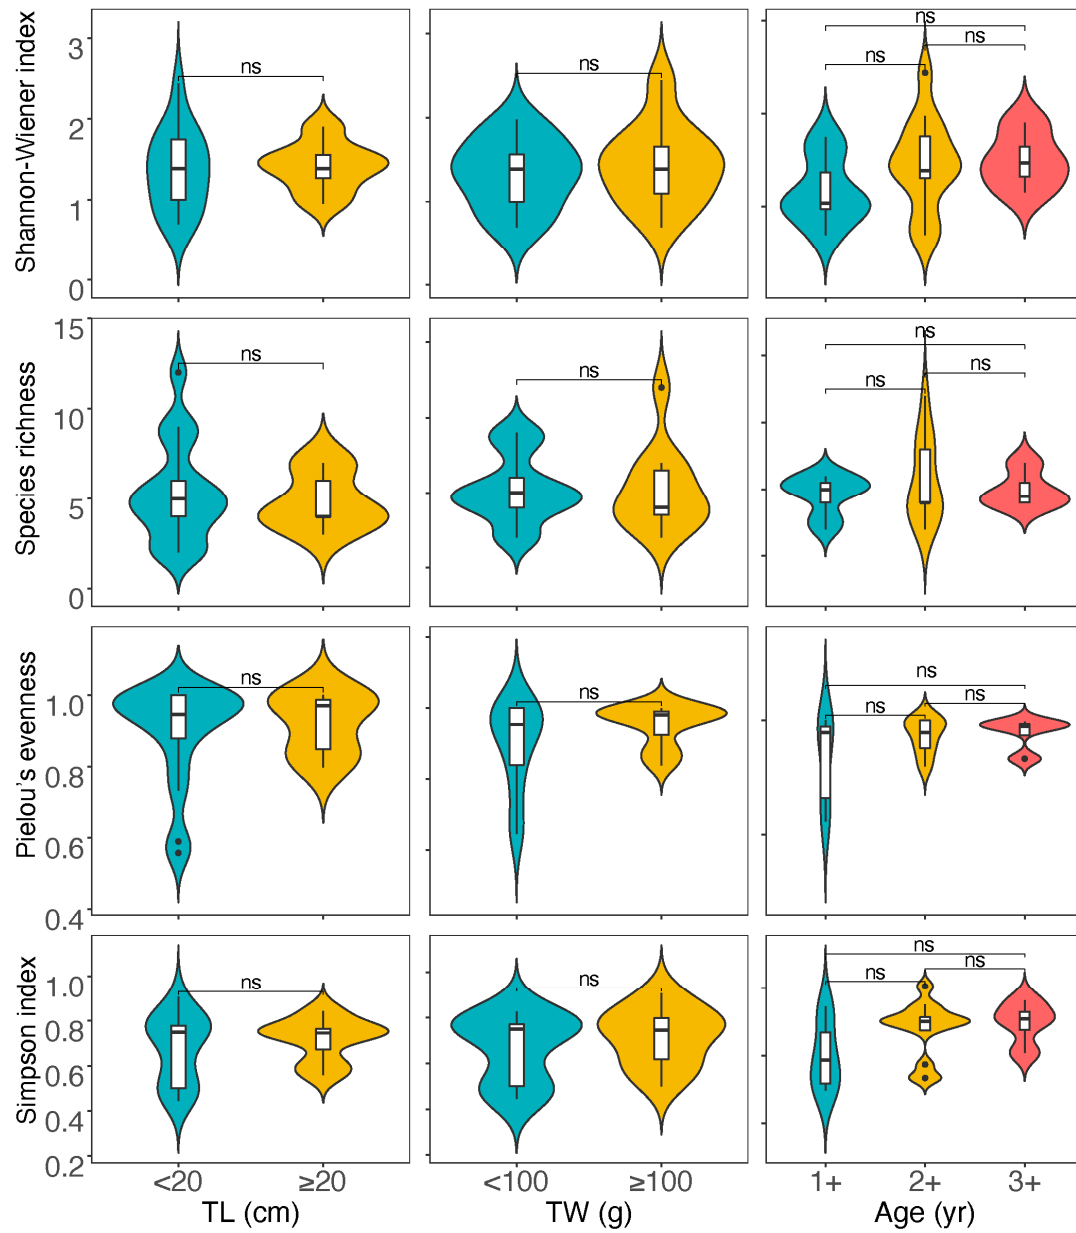 Shannon-Wiener index
3
2
1
0
ns
ns
ns
ns
ns
Species richness
15
10
5
0
ns
ns
ns
ns
ns
Pielou's evenness
1.0
0.8
0.6
0.4
ns
ns
ns
ns
ns
Simpson index
1.0
0.8
0.6
0.4
0.2
ns
ns
ns
ns
ns
<20 ≥20 <100 ≥100 1+ 2+ 3+
TL (cm) TW (g) Age (yr)